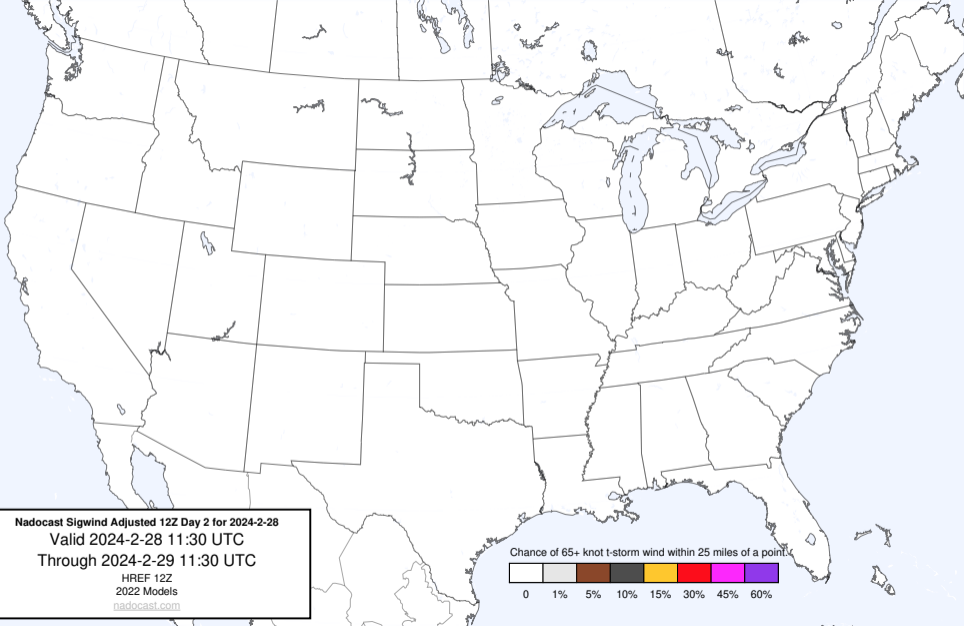 Nadocast Sigwind Adjusted 12Z Day 2 for 2024-2-28
Valid 2024-2-28 11:30 UTC
Through 2024-2-29 11:30 UTC
HREF 12Z
2022 Models
nadocast.com
Chance of 65+ knot t-storm wind within 25 miles of a point.
0 1% 5% 10% 15% 30% 45% 60%